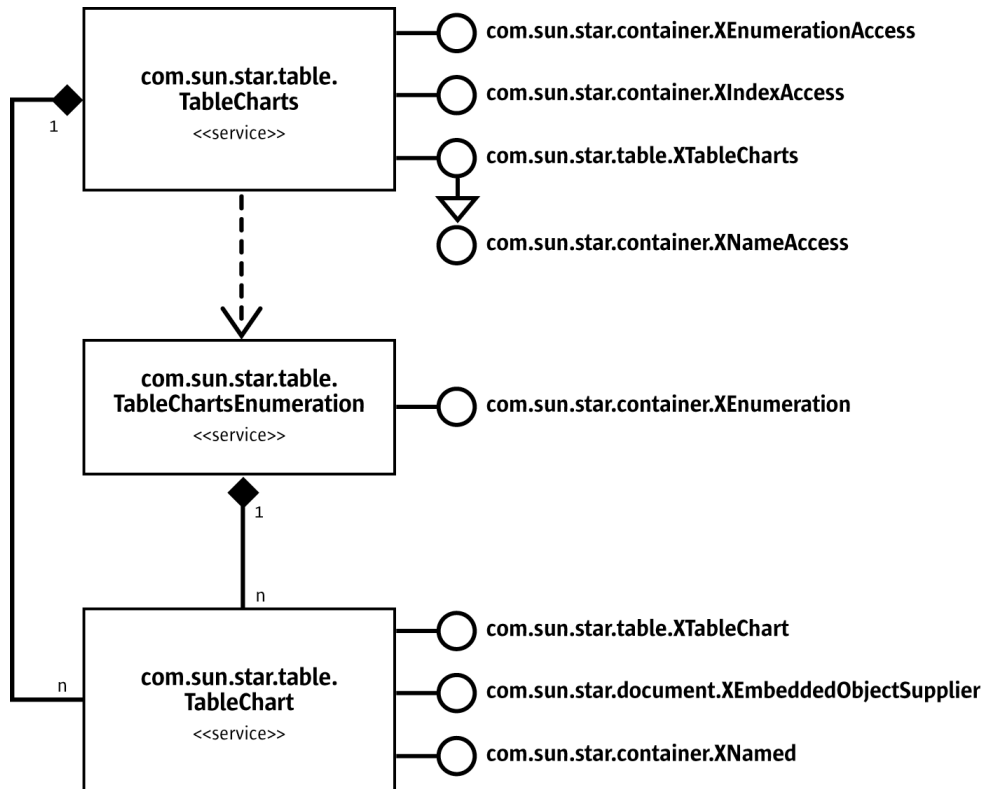 com.sun.star.table.
TableCharts
<<service>>
1
com.sun.star.container.XEnumerationAccess
com.sun.star.container.XIndexAccess
com.sun.star.table.XTableCharts
com.sun.star.container.XNameAccess
com.sun.star.table.
TableChartsEnumeration
<<service>>
com.sun.star.container.XEnumeration
1
n
n
com.sun.star.table.
TableChart
<<service>>
com.sun.star.table.XTableChart
com.sun.star.document.XEmbeddedObjectSupplier
com.sun.star.container.XNamed